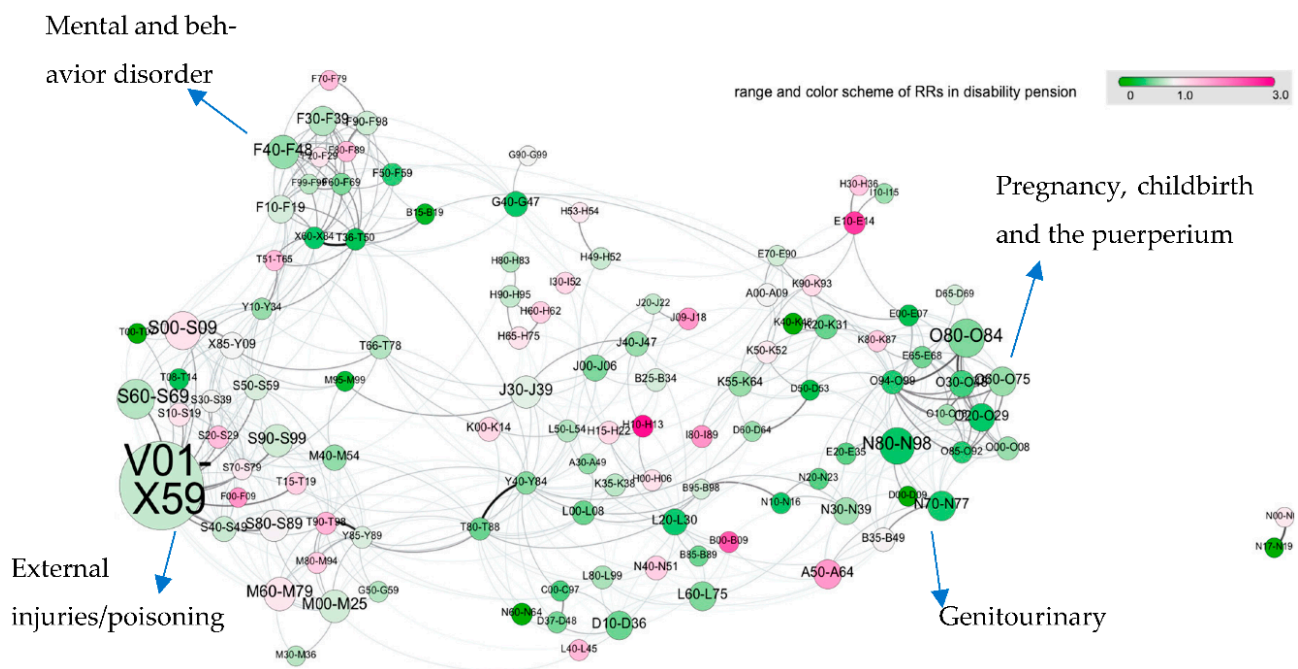 Mental and beh-
avior disorder
range and color scheme of RRs in disability pension
0 1.0 3.0
F70-F79
F30-F39
F90-F98
F40-F48
F80-F89
F99-F99
F60-F69
F50-F59
F10-F19
B15-B19
X60-X84
T36-T50
T51-T65
Y10-Y34
G90-G99
G40-G47
H53-H54
H49-H52
H80-H83
I30-I52
H90-H95
H60-H62
H65-H75
J20-J22
J09-J18
J40-J47
J00-J06
B25-B34
J30-J39
H30-H36
I10-I15
E10-E14
Pregnancy, childbirth
and the puerperium
E70-E90
A00-A09
K90-K93
D65-D69
E00-E07
K20-K31
K80-K87
O80-O84
K50-K52
E65-E68
K55-K64
D50-D53
O94-O99
O60-O75
O20-O29
O00-O08
O85-O92
D60-D64
S00-S09
X85-Y09
T66-T78
T08-T14
M95-M99
S60-S69
S30-S39
S50-S59
S10-S19
S20-S29
S90-S99
K00-K14
L50-L54
H15-H22
H10-H13
I80-I89
N80-N98
M40-M54
S70-S79
V01-
X59
T15-T19
F00-F09
A30-A49
Y40-Y84
K35-K38
H00-H06
B95-B98
E20-E35
N20-N23
N10-N16
D00-D09
N70-N77
N30-N39
L00-L08
L20-L30
T80-T88
S40-S49
S80-S89
T90-T98
Y85-Y89
B00-B09
B85-B89
B35-B49
N17-N19
M80-M94
N40-N51
A50-A64
External
injuries/poisoning
M60-M79
M00-M25
G50-G59
L80-L99
C00-C97
L60-L75
N60-N64
D37-D48
D10-D36
L40-L45
M30-M36
Genitourinary